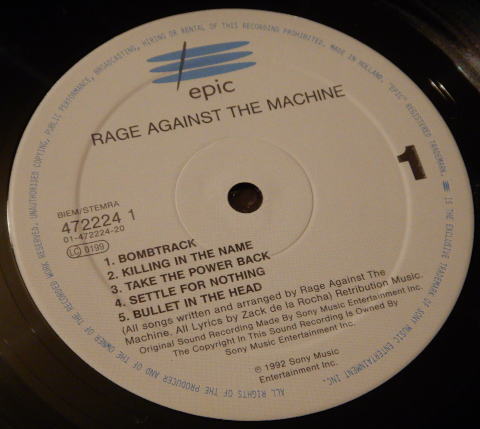 epic
RAGE AGAINST THE MACHINE
1
BIEM/STEMRA
472224 1
01-472224-20
LC 0199
1. BOMBTRACK
2. KILLING IN THE NAME
3. TAKE THE POWER BACK
4. SETTLE FOR NOTHING
5. BULLET IN THE HEAD
(All songs written and arranged by Rage Against The
Machine. All Lyrics by Zack de la Rocha) Retribution Music.
Original Sound Recording Made By Sony Music Entertainment Inc.
The Copyright In This Sound Recording Is Owned By
Sony Music Entertainment Inc.
℗ 1992 Sony Music
Entertainment Inc.
ALL RIGHTS OF THE PRODUCER AND OF THE OWNER OF THE RECORDED WORK RESERVED. UNAUTHORISED COPYING, PUBLIC PERFORMANCE, BROADCASTING, HIRING OR RENTAL OF THIS RECORDING PROHIBITED. MADE IN HOLLAND. "EPIC" REGISTERED TRADEMARK. IS THE EXCLUSIVE TRADEMARK OF SONY MUSIC ENTERTAINMENT INC.